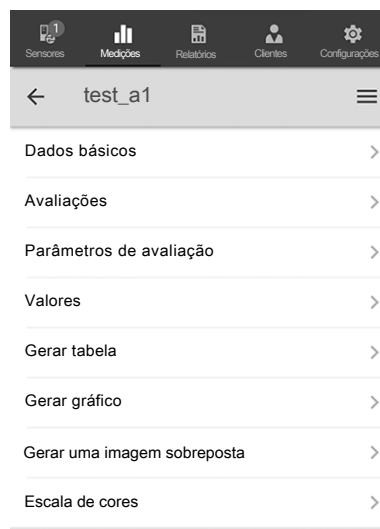 1
Sensores Medições Relatórios Clientes Configurações
test_a1
Dados básicos
Avaliações
Parâmetros de avaliação
Valores
Gerar tabela
Gerar gráfico
Gerar uma imagem sobreposta
Escala de cores